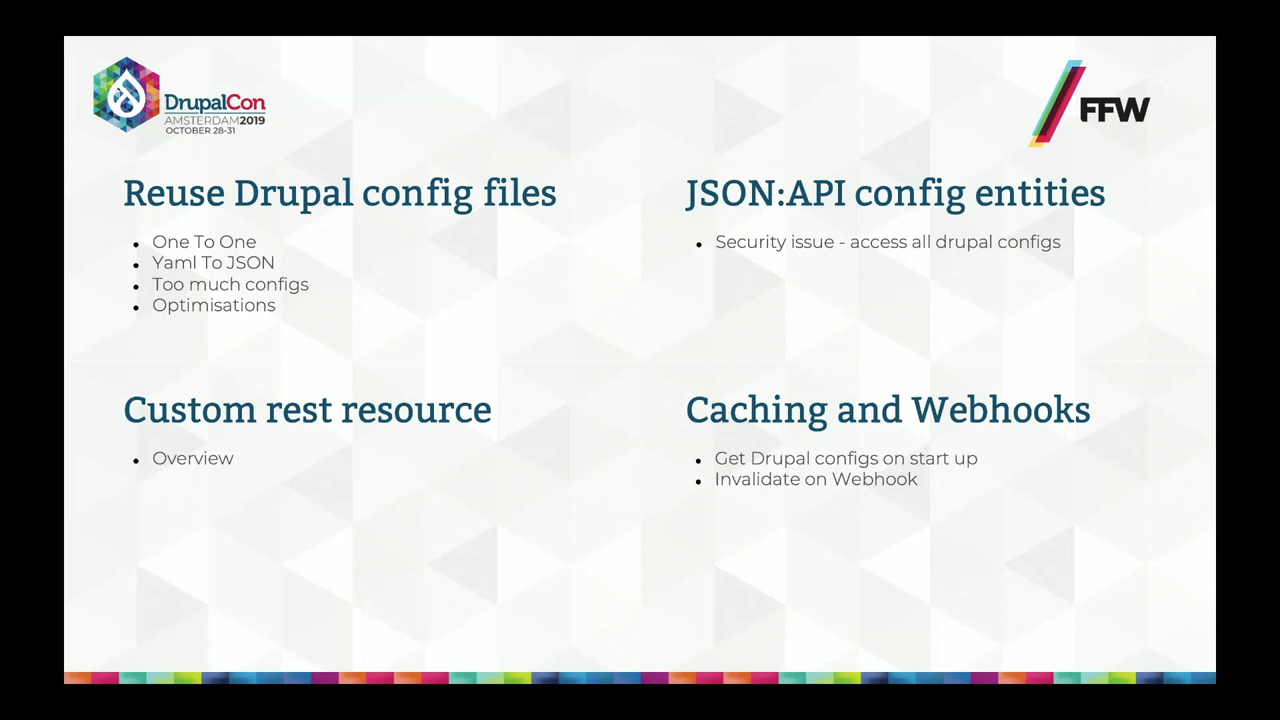 DrupalCon
AMSTERDAM2019
OCTOBER 28-31
FFW
Reuse Drupal config files
One To One
Yaml To JSON
Too much configs
Optimisations
JSON:API config entities
Security issue - access all drupal configs
Custom rest resource
Overview
Caching and Webhooks
Get Drupal configs on start up
Invalidate on Webhook